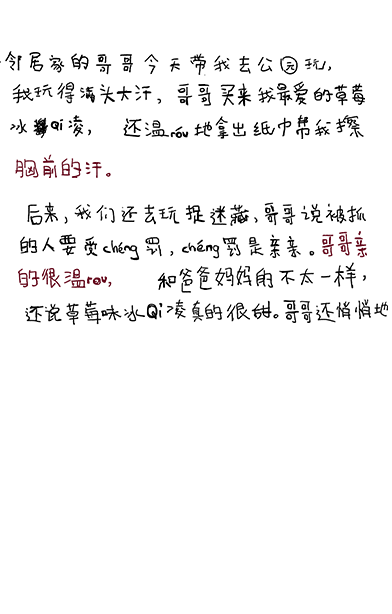 邻居家的哥哥今天带我去公园玩,
我玩得满头大汗,哥哥买来我最爱的草莓
冰Qi凌,还温róu地拿出纸巾帮我擦
胸前的汗。
后来,我们还去玩捉迷藏,哥哥说被抓
的人要受chéng罚,chéng罚是亲亲。哥哥亲
的很温rou,和爸爸妈妈的不太一样,
还说草莓味冰Qi凌真的很甜。哥哥还悄悄地